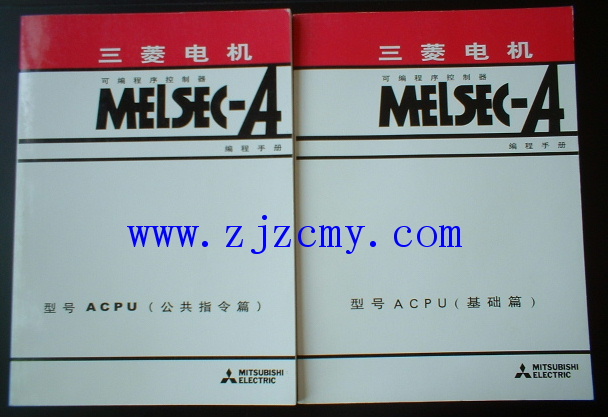 三菱电机
可编程序控制器
MELSEC-A
编程手册
型号 ACPU（公共指令篇）
MITSUBISHI
ELECTRIC
三菱电机
可编程序控制器
MELSEC-A
编程手册
型号 ACPU（基础篇）
MITSUBISHI
ELECTRIC
www.zjzcmy.com